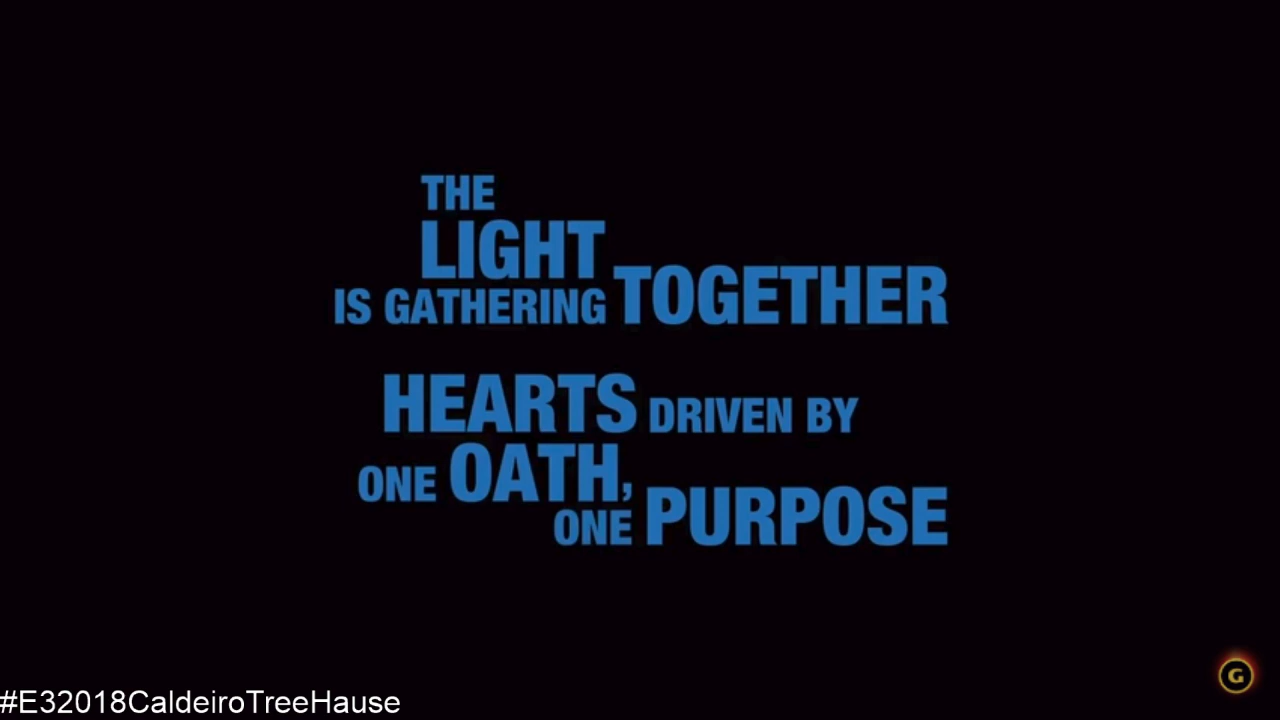 THE
LIGHT
IS GATHERING TOGETHER
HEARTS DRIVEN BY
ONE OATH,
ONE PURPOSE
G
#E32018CaldeiroTreeHause